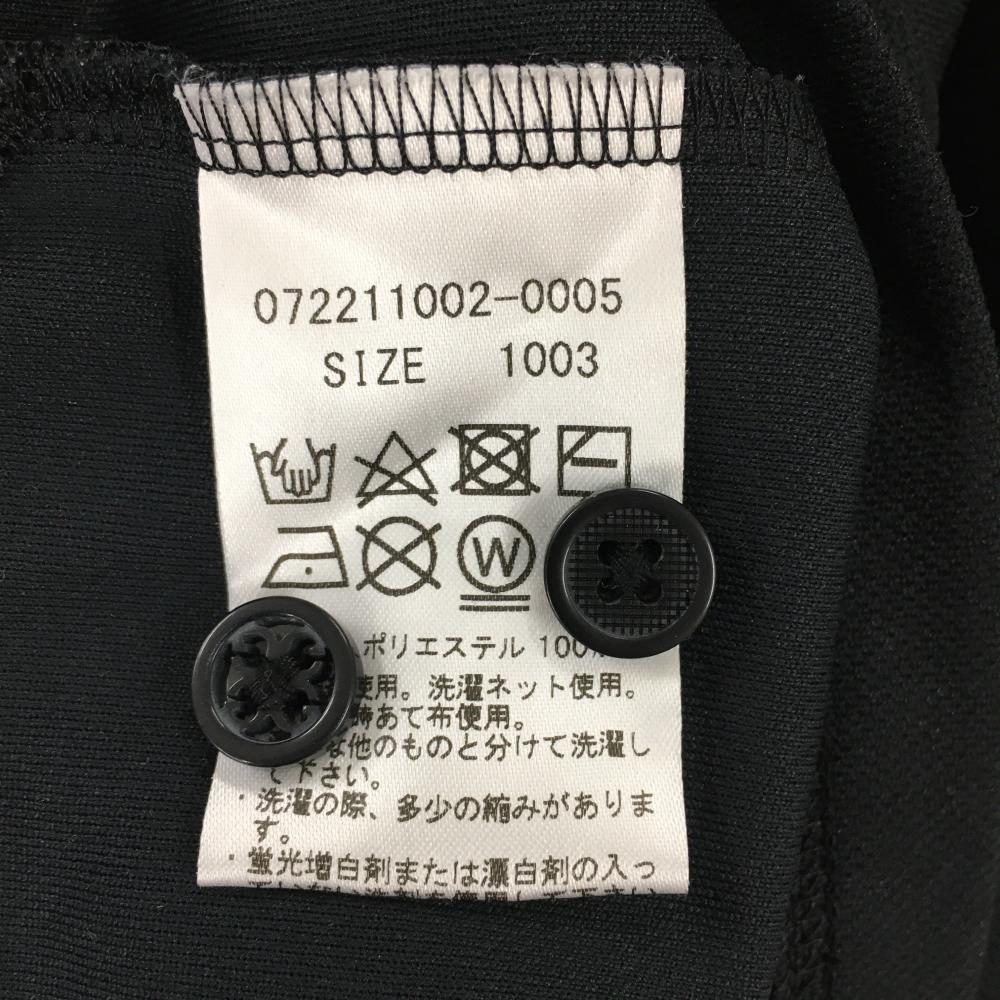 072211002-0005
SIZE 1003
W
ポリエステル 100%
使用。洗濯ネット使用。
時あて布使用。
な他のものと分けて洗濯し
て下さい。
・洗濯の際、多少の縮みがありま
す。
・蛍光増白剤または漂白剤の入っ